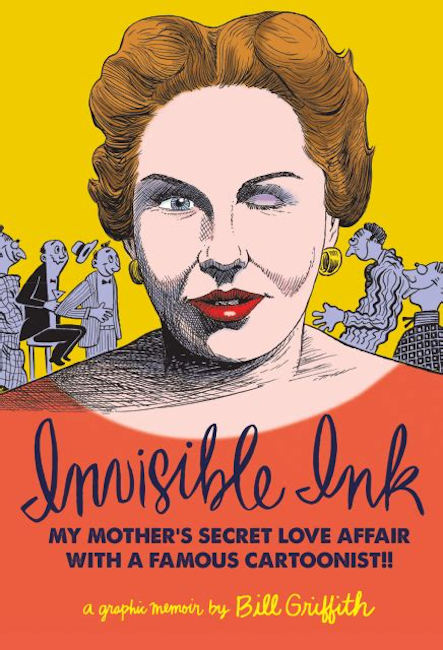 Invisible Ink
MY MOTHER'S SECRET LOVE AFFAIR
WITH A FAMOUS CARTOONIST!!
a graphic memoir by Bill Griffith